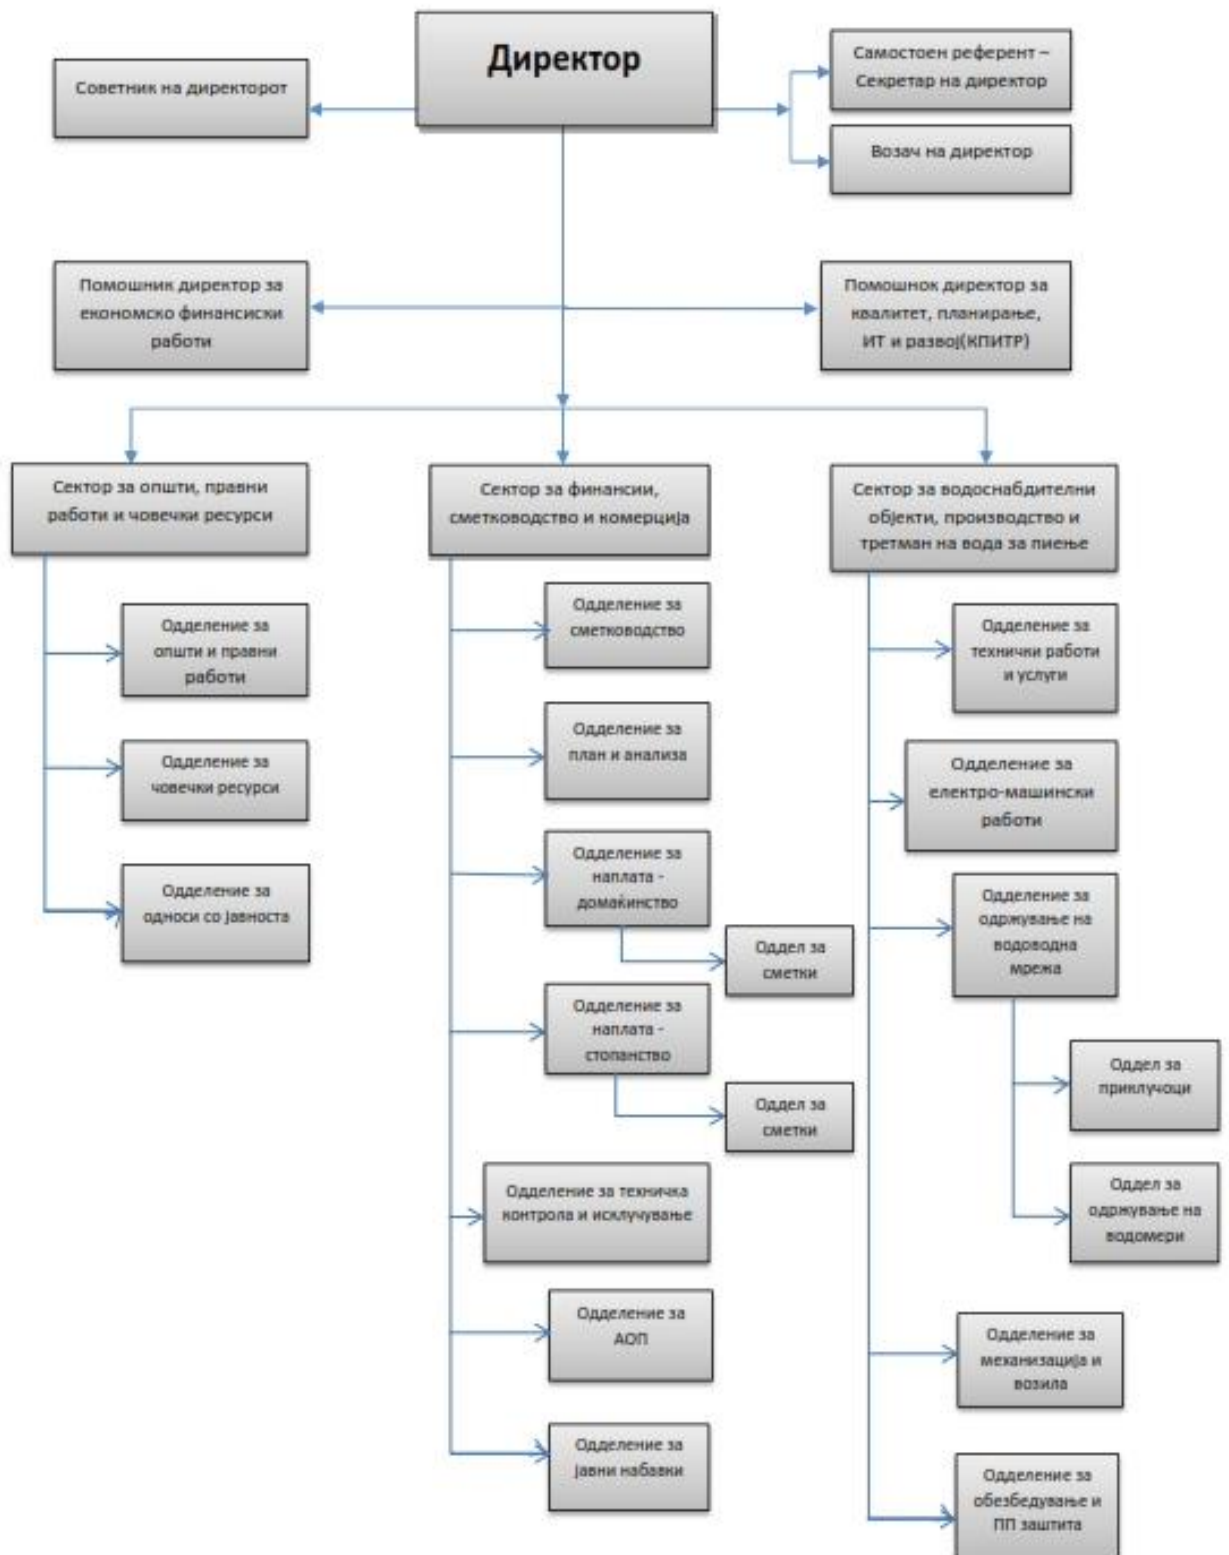 Директор
Советник на директорот
Самостоен референт –
Секретар на директор
Возач на директор
Помошник директор за
економско финансиски
работи
Помошнок директор за
квалитет, планирање,
ИТ и развој(КПИТР)
Сектор за општи, правни
работи и човечки ресурси
Одделение за
општи и правни
работи
Одделение за
човечки ресурси
Одделение за
односи со јавноста
Сектор за финансии,
сметководство и комерција
Одделение за
сметководство
Одделение за
план и анализа
Одделение за
наплата -
домаќинство
Оддел за
сметки
Одделение за
наплата -
стопанство
Оддел за
сметки
Одделение за техничка
контрола и исклучување
Одделение за
АОП
Одделение за
јавни набавки
Сектор за водоснабдителни
објекти, производство и
третман на вода за пиење
Одделение за
технички работи
и услуги
Одделение за
електро-машински
работи
Одделение за
одржување на
водоводна
мрежа
Оддел за
приклучоци
Оддел за
одржување на
водомери
Одделение за
механизација и
возила
Одделение за
обезбедување и
ПП заштита